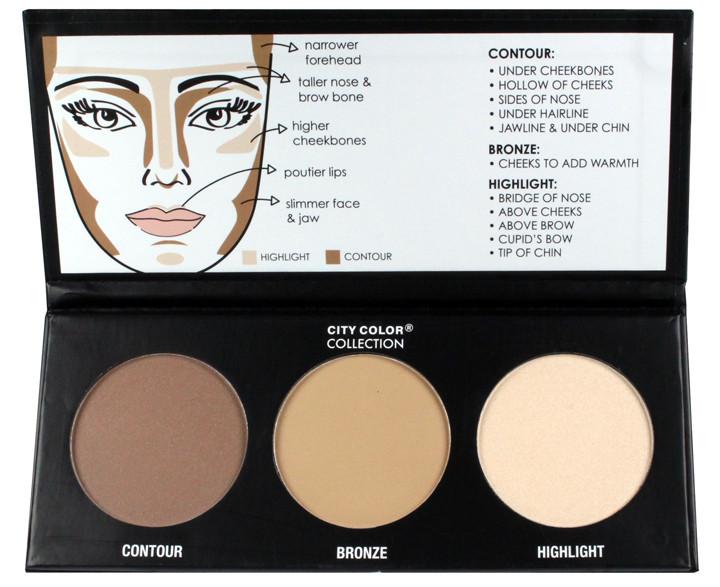 narrower
forehead
taller nose &
brow bone
higher
cheekbones
poutier lips
slimmer face
& jaw
HIGHLIGHT
CONTOUR
CONTOUR:
• UNDER CHEEKBONES
• HOLLOW OF CHEEKS
• SIDES OF NOSE
• UNDER HAIRLINE
• JAWLINE & UNDER CHIN
BRONZE:
• CHEEKS TO ADD WARMTH
HIGHLIGHT:
• BRIDGE OF NOSE
• ABOVE CHEEKS
• ABOVE BROW
• CUPID'S BOW
• TIP OF CHIN
CITY COLOR®
COLLECTION
CONTOUR
BRONZE
HIGHLIGHT